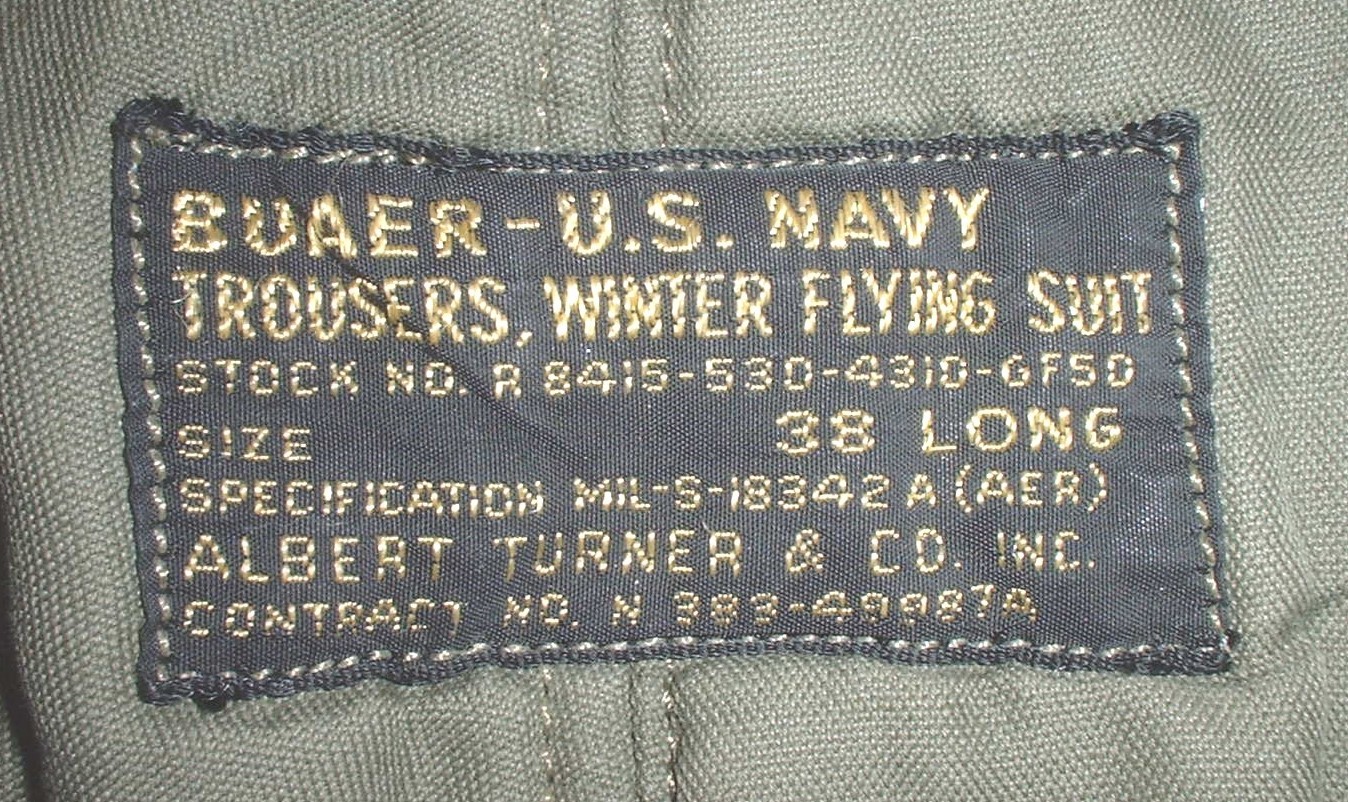 BUAER-U.S. NAVY
TROUSERS, WINTER FLYING SUIT
STOCK NO. R 8415-530-4310-GF50
SIZE 38 LONG
SPECIFICATION MIL-S-18342 A (AER)
ALBERT TURNER & CO. INC.
CONTRACT NO. N 383-49987A